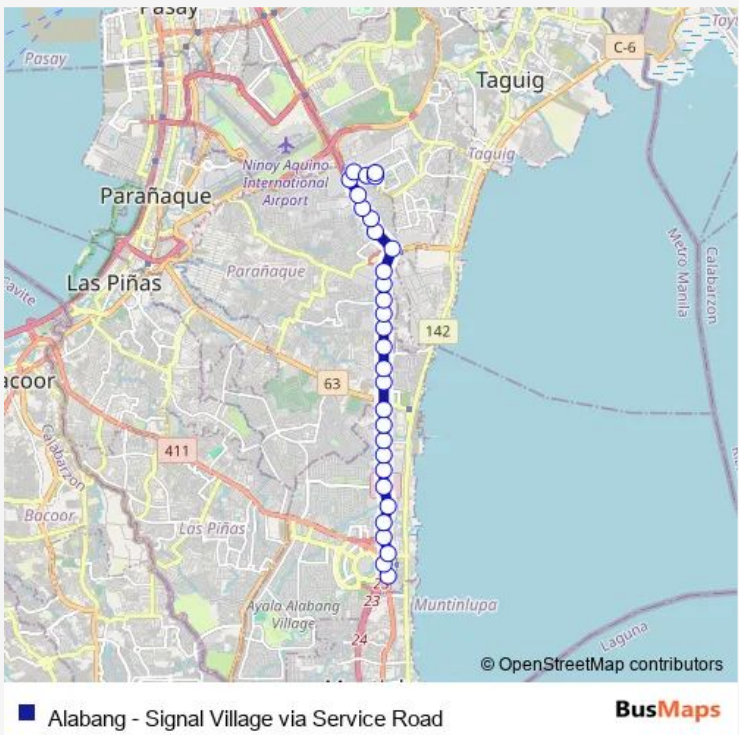 Pasay
Pasay
C-6
Taguig
Ninoy Aquino
International
Airport
Taguig
Parañaque
Parañaque
Metro Manila
Calabarzon
Las Piñas
Cavite
142
63
acoor
411
Calabarzon
Bacoor
Las Piñas
23
Ayala Alabang
Village
23
Muntinlupa
24
Laguna
© OpenStreetMap contributors
Alabang - Signal Village via Service Road
BusMaps